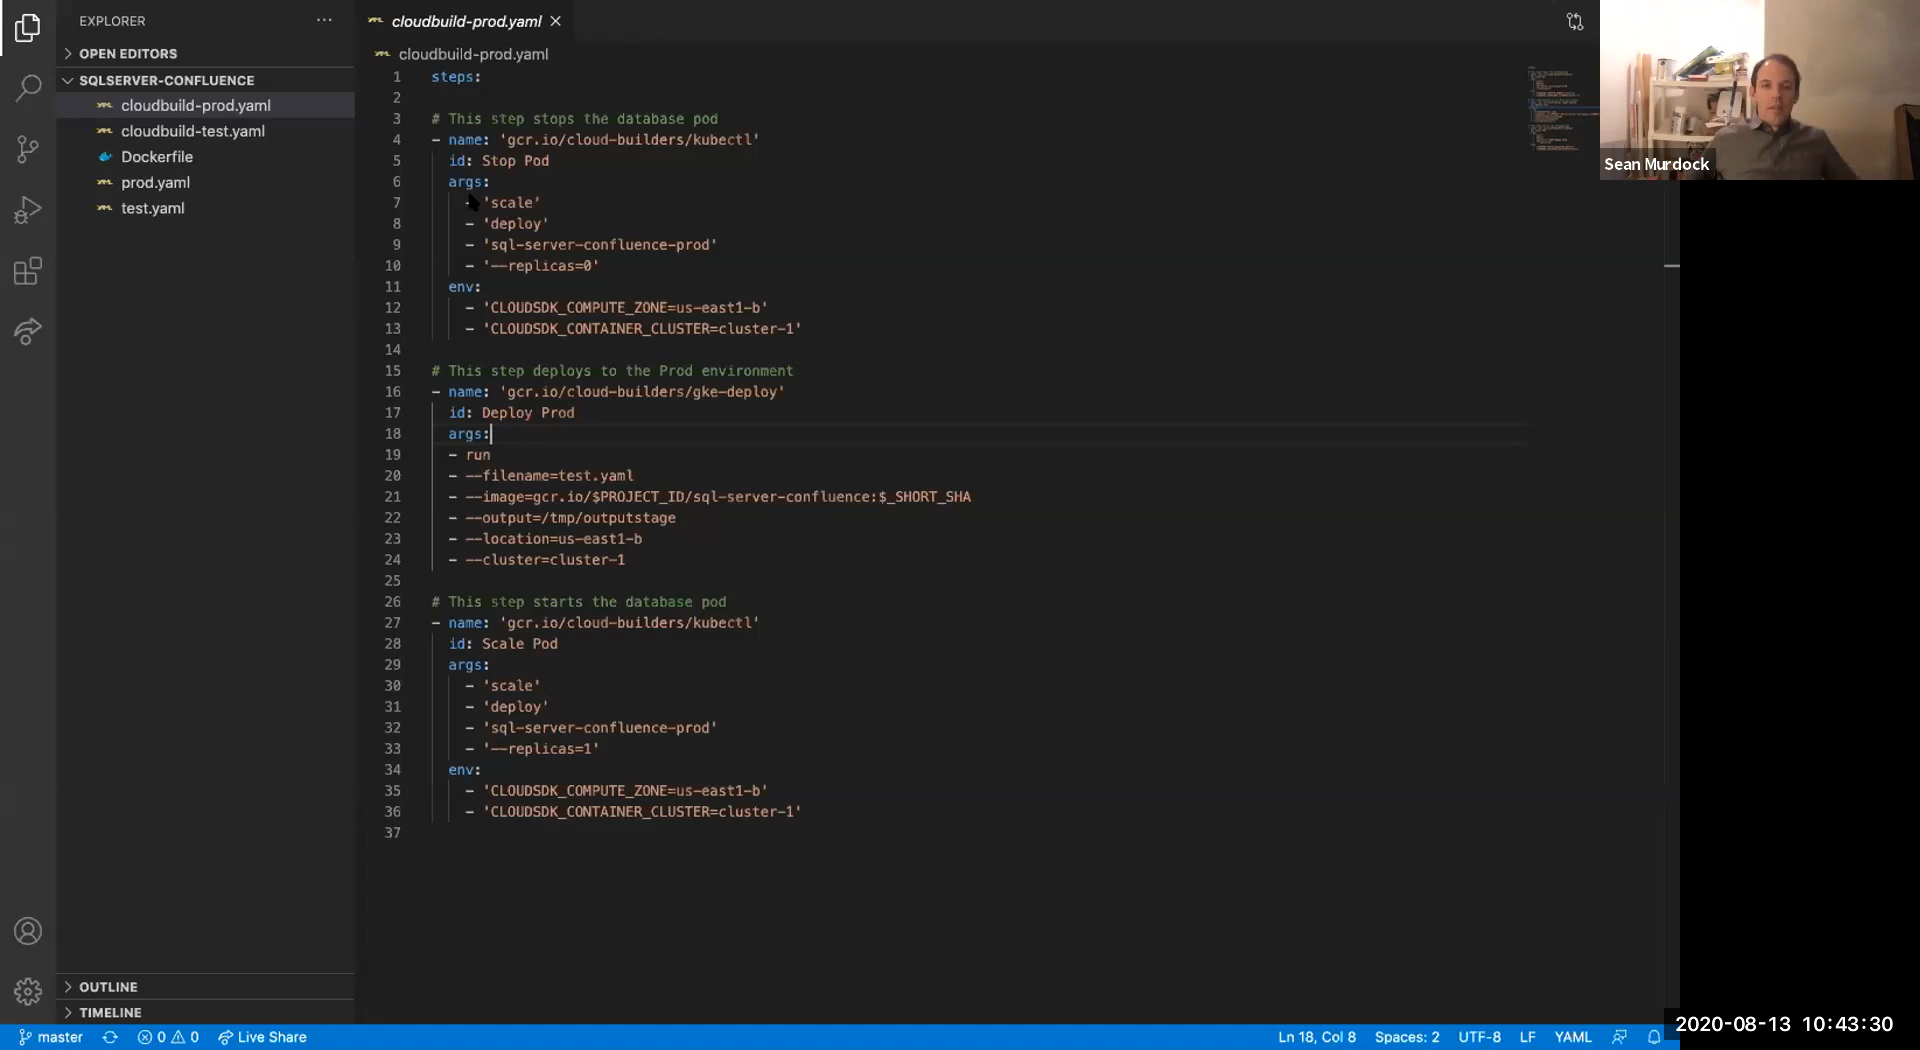 EXPLORER
OPEN EDITORS
SQLSERVER-CONFLUENCE
cloudbuild-prod.yaml
cloudbuild-test.yaml
Dockerfile
prod.yaml
test.yaml
OUTLINE
TIMELINE
cloudbuild-prod.yaml
cloudbuild-prod.yaml
1 steps:
2
3 # This step stops the database pod
4 - name: 'gcr.io/cloud-builders/kubectl'
5 id: Stop Pod
6 args:
7 - 'scale'
8 - 'deploy'
9 - 'sql-server-confluence-prod'
10 - '--replicas=0'
11 env:
12 - 'CLOUDSDK_COMPUTE_ZONE=us-east1-b'
13 - 'CLOUDSDK_CONTAINER_CLUSTER=cluster-1'
14
15 # This step deploys to the Prod environment
16 - name: 'gcr.io/cloud-builders/gke-deploy'
17 id: Deploy Prod
18 args:
19 - run
20 - --filename=test.yaml
21 - --image=gcr.io/$PROJECT_ID/sql-server-confluence:$_SHORT_SHA
22 - --output=/tmp/outputstage
23 - --location=us-east1-b
24 - --cluster=cluster-1
25
26 # This step starts the database pod
27 - name: 'gcr.io/cloud-builders/kubectl'
28 id: Scale Pod
29 args:
30 - 'scale'
31 - 'deploy'
32 - 'sql-server-confluence-prod'
33 - '--replicas=1'
34 env:
35 - 'CLOUDSDK_COMPUTE_ZONE=us-east1-b'
36 - 'CLOUDSDK_CONTAINER_CLUSTER=cluster-1'
37
Sean Murdock
master 0 0 Live Share
Ln 18, Col 8 Spaces: 2 UTF-8 LF YAML
2020-08-13 10:43:30